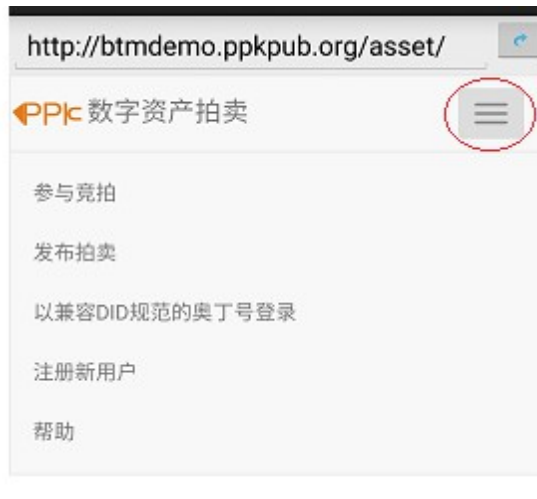 http://btmdemo.ppkpub.org/asset/
PPk 数字资产拍卖
参与竞拍
发布拍卖
以兼容DID规范的奥丁号登录
注册新用户
帮助